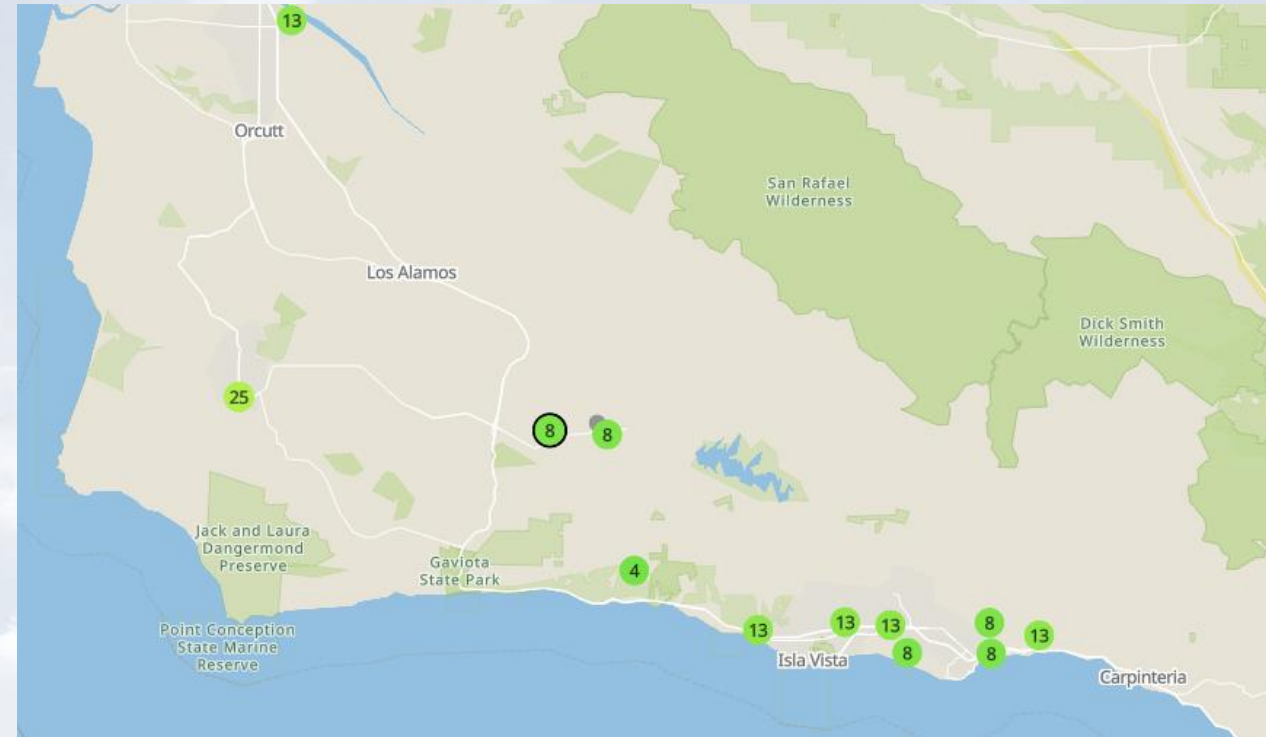 13
Orcutt
San Rafael
Wilderness
Los Alamos
Dick Smith
Wilderness
25
8
8
Jack and Laura
Dangermond
Preserve
Gaviota
State Park
4
Point Conception
State Marine
Reserve
13
13
13
8
13
8
8
Isla Vista
Carpinteria